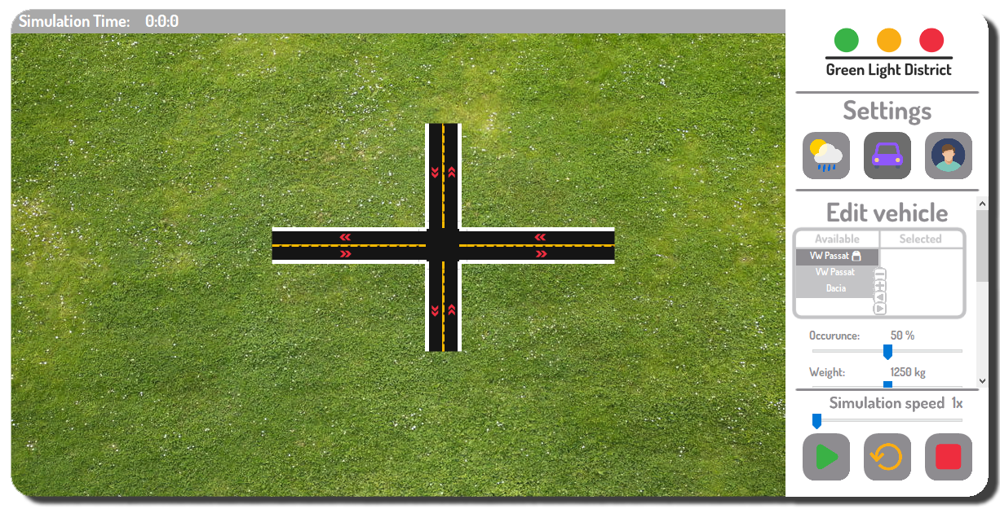 Simulation Time: 0:0:0
Green Light District
Settings
Edit vehicle
Available Selected
VW Passat
VW Passat
Dacia
Occurunce: 50 %
Weight: 1250 kg
Simulation speed 1x